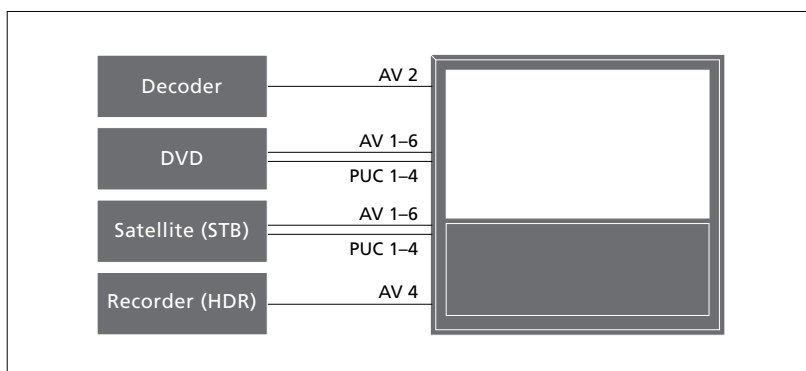 Decoder
AV 2
DVD
AV 1–6
PUC 1–4
Satellite (STB)
AV 1–6
PUC 1–4
Recorder (HDR)
AV 4